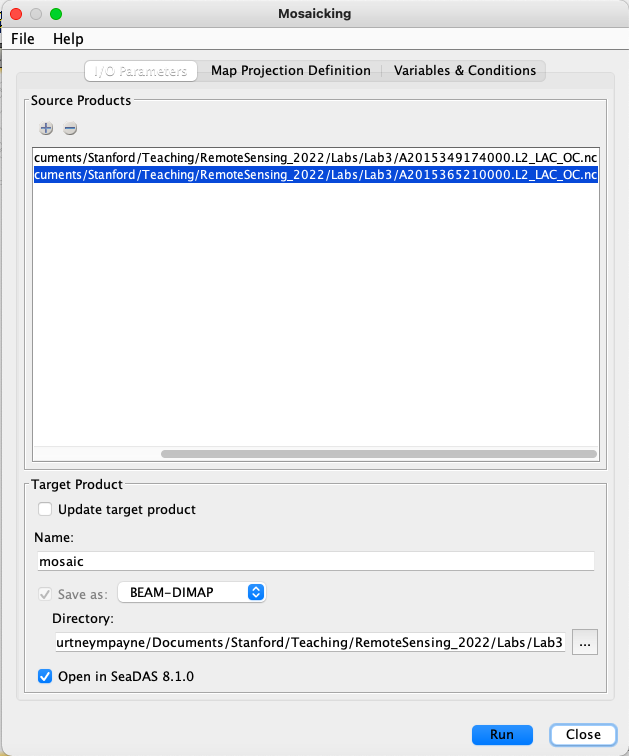 Mosaicking
File Help
I/O Parameters Map Projection Definition Variables & Conditions
Source Products
cuments/Stanford/Teaching/RemoteSensing_2022/Labs/Lab3/A2015349174000.L2_LAC_OC.nc
cuments/Stanford/Teaching/RemoteSensing_2022/Labs/Lab3/A2015365210000.L2_LAC_OC.nc
Target Product
Update target product
Name:
mosaic
Save as: BEAM-DIMAP
Directory:
urtneympayne/Documents/Stanford/Teaching/RemoteSensing_2022/Labs/Lab3 ...
Open in SeaDAS 8.1.0
Run Close